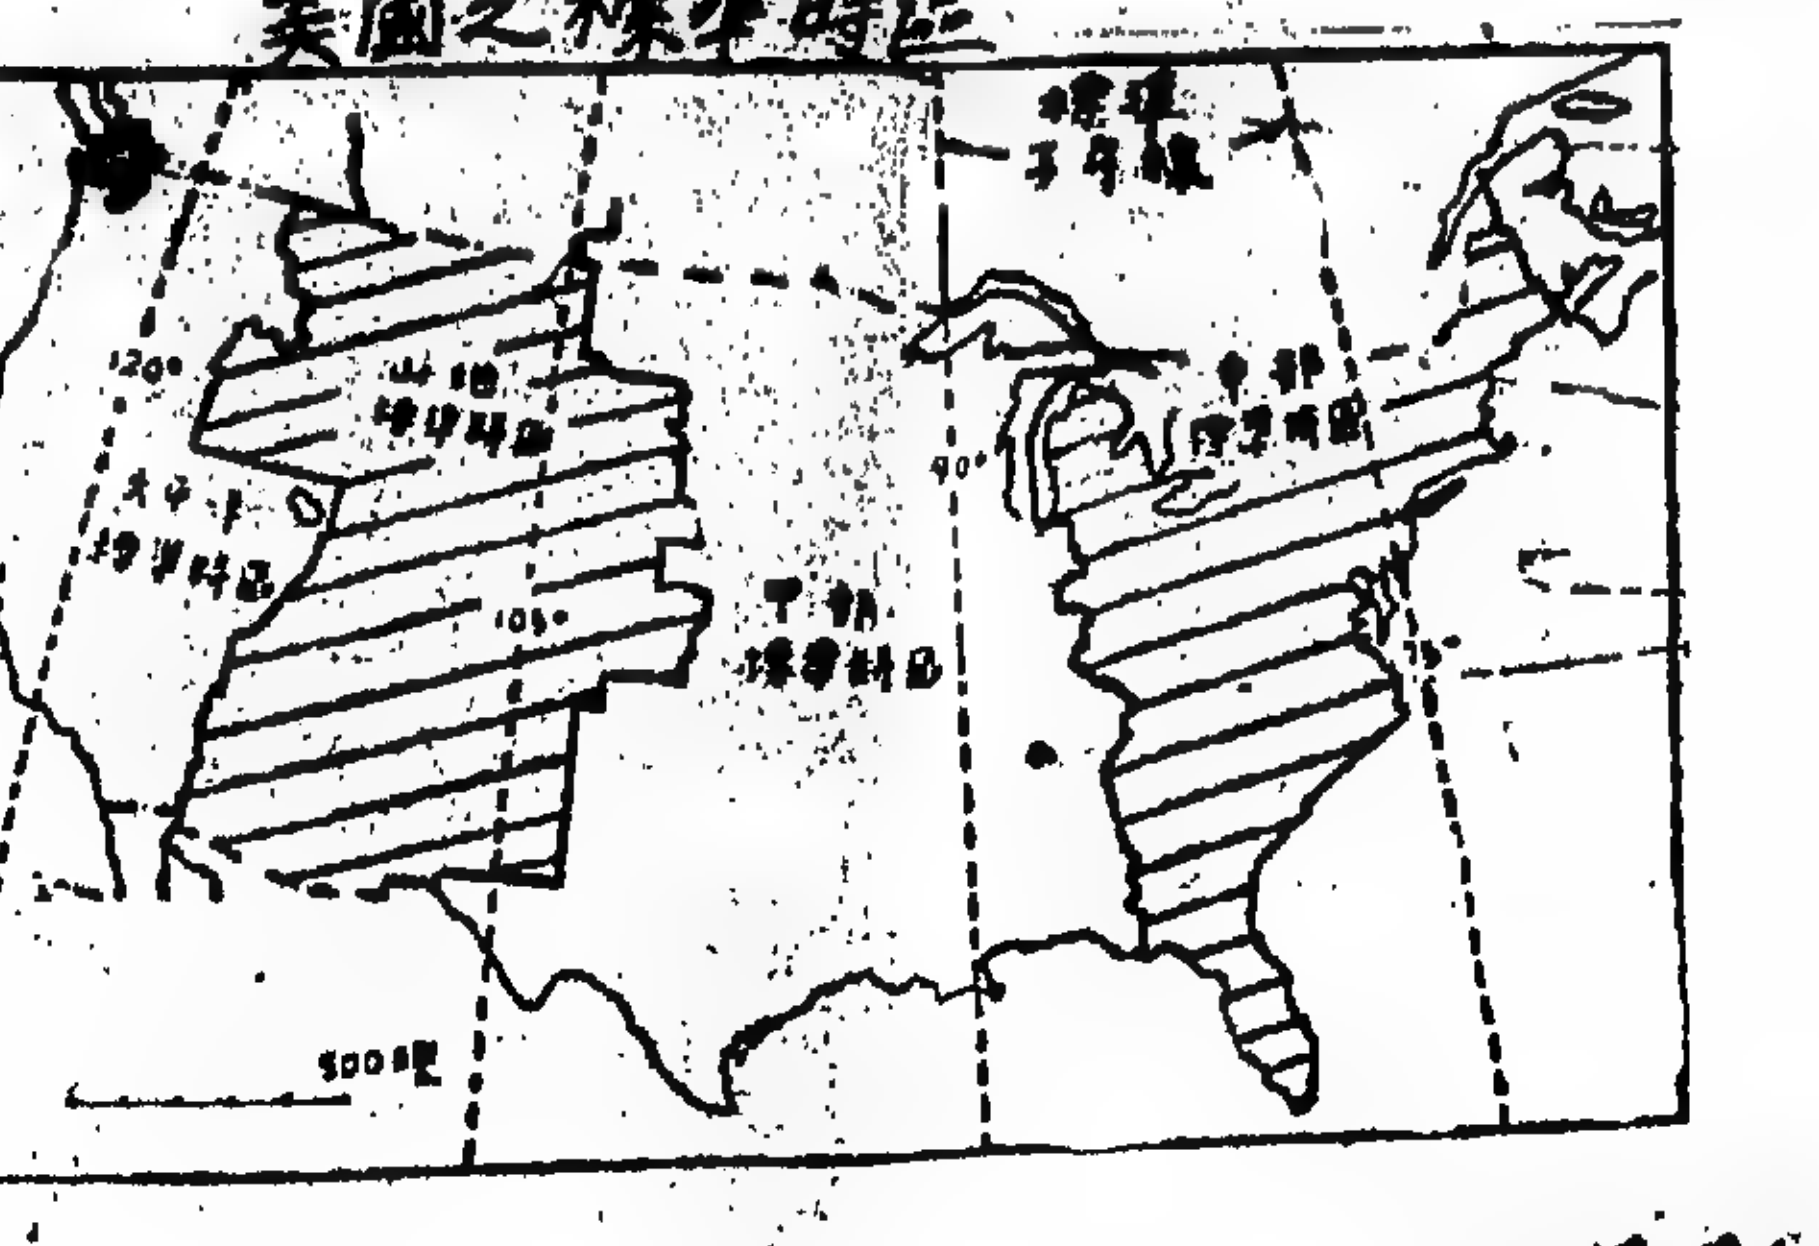 美國之標準時區
標準
子午線
120°
山地
標準時區
90°
東部
標準時區
太平洋
標準時區
105°
中部
標準時區
75°
500哩